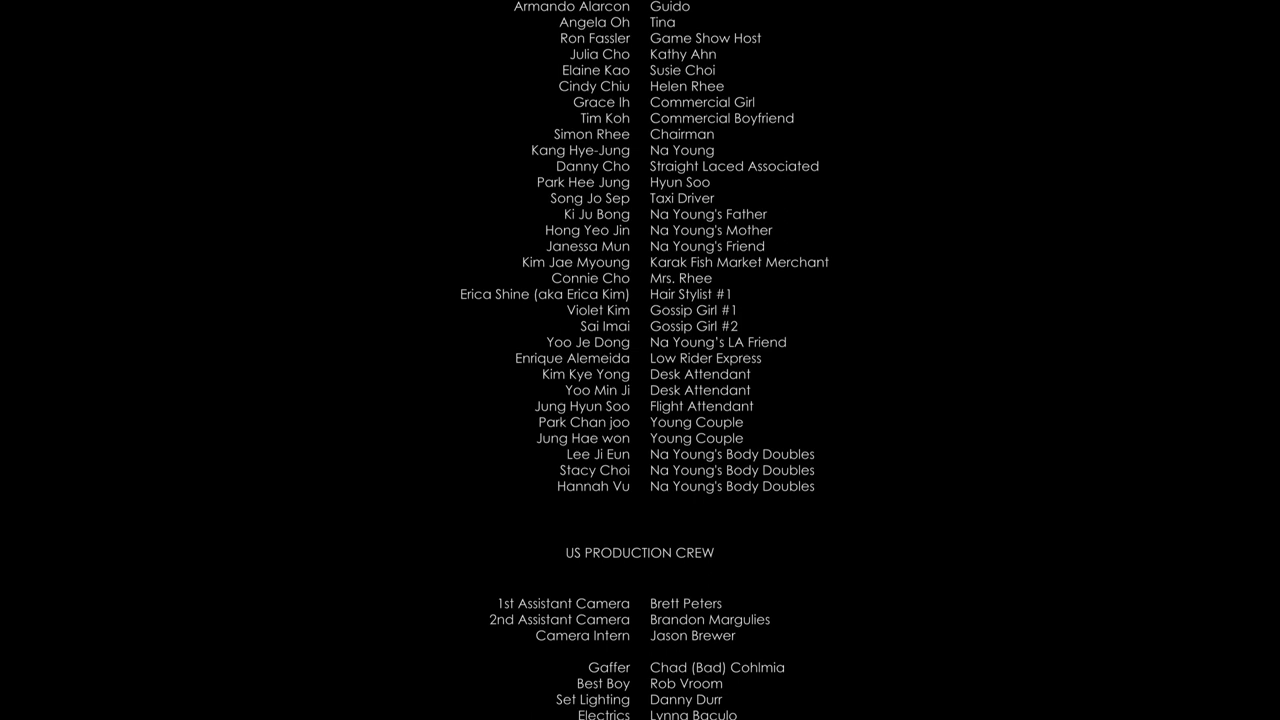 Armando Alarcon Guido
Angela Oh Tina
Ron Fassler Game Show Host
Julia Cho Kathy Ahn
Elaine Kao Susie Choi
Cindy Chiu Helen Rhee
Grace Ih Commercial Girl
Tim Koh Commercial Boyfriend
Simon Rhee Chairman
Kang Hye-Jung Na Young
Danny Cho Straight Laced Associated
Park Hee Jung Hyun Soo
Song Jo Sep Taxi Driver
Ki Ju Bong Na Young's Father
Hong Yeo Jin Na Young's Mother
Janessa Mun Na Young's Friend
Kim Jae Myoung Karak Fish Market Merchant
Connie Cho Mrs. Rhee
Erica Shine (aka Erica Kim) Hair Stylist #1
Violet Kim Gossip Girl #1
Sai Imai Gossip Girl #2
Yoo Je Dong Na Young’s LA Friend
Enrique Alemeida Low Rider Express
Kim Kye Yong Desk Attendant
Yoo Min Ji Desk Attendant
Jung Hyun Soo Flight Attendant
Park Chan joo Young Couple
Jung Hae won Young Couple
Lee Ji Eun Na Young's Body Doubles
Stacy Choi Na Young's Body Doubles
Hannah Vu Na Young's Body Doubles
US PRODUCTION CREW
1st Assistant Camera Brett Peters
2nd Assistant Camera Brandon Margulies
Camera Intern Jason Brewer
Gaffer Chad (Bad) Cohlmia
Best Boy Rob Vroom
Set Lighting Danny Durr
Electrics Lynna Baculo